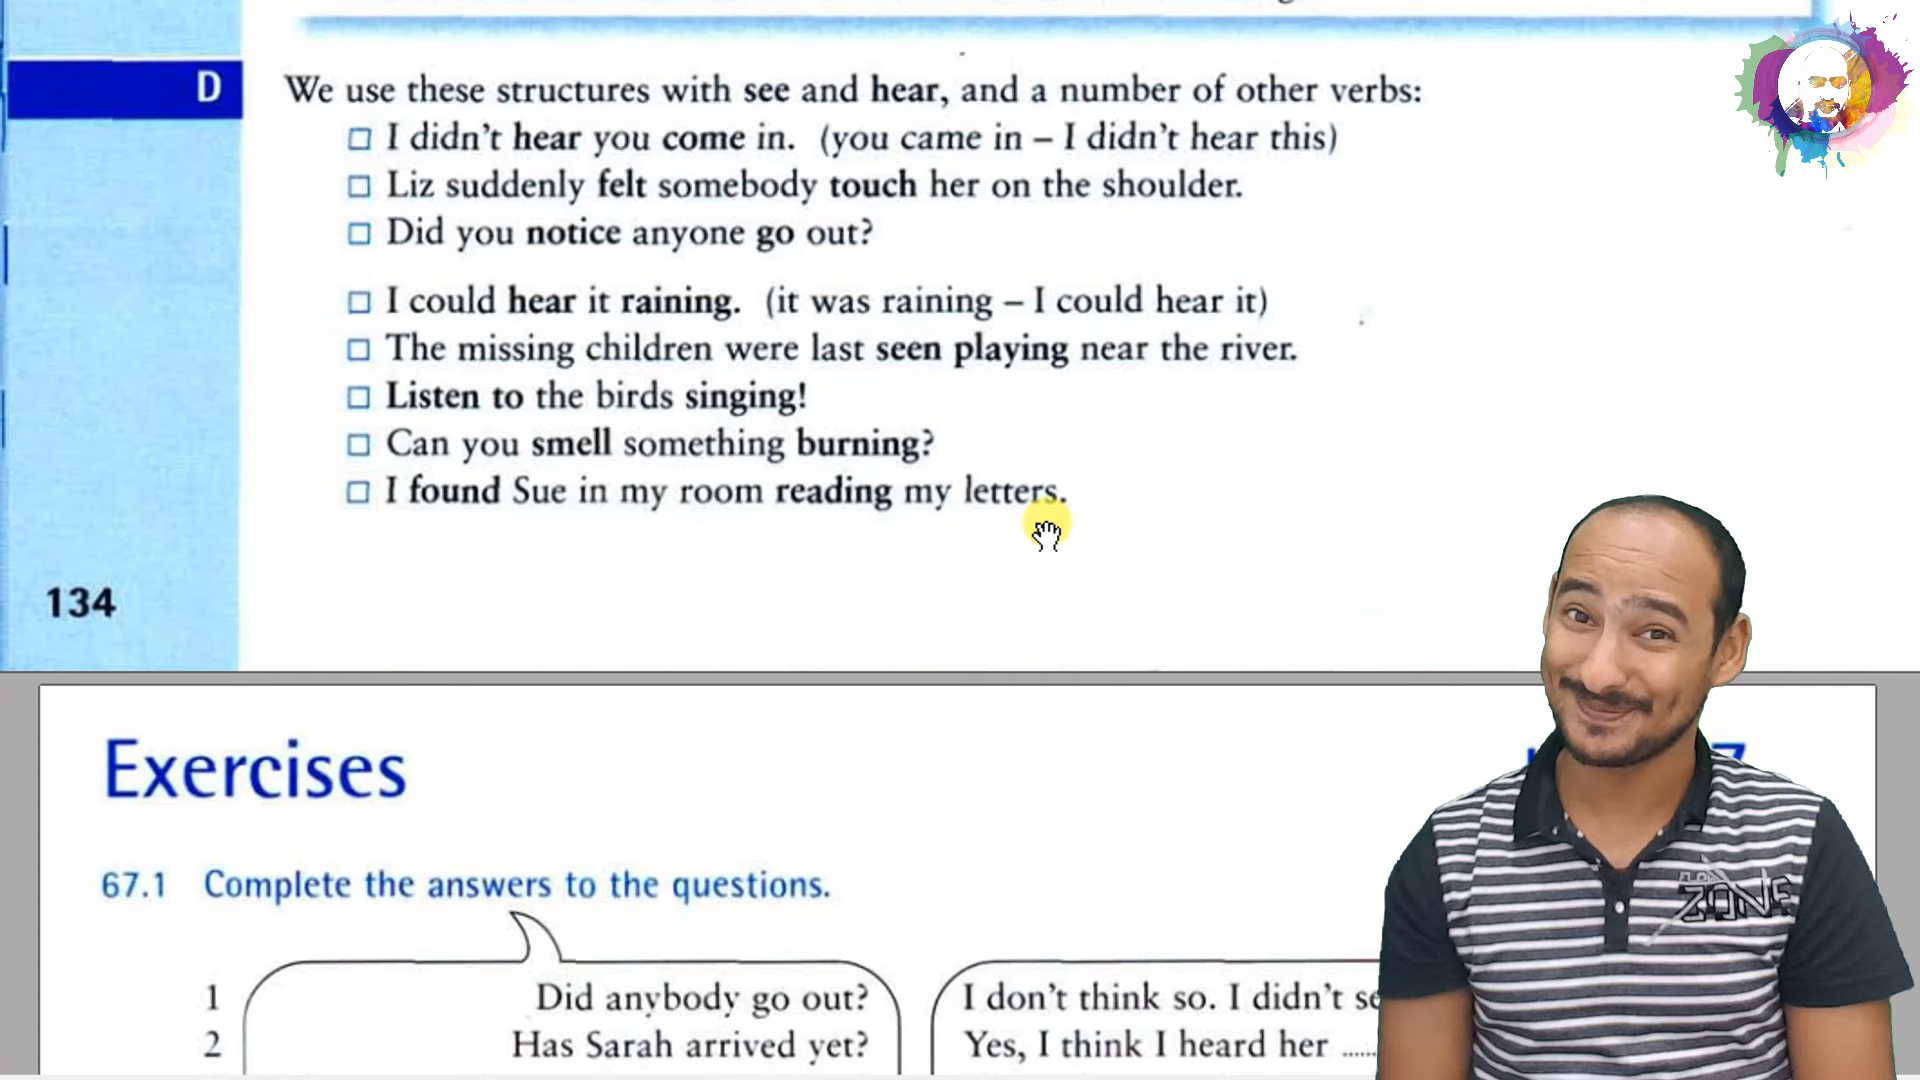 D
We use these structures with see and hear, and a number of other verbs:
I didn't hear you come in. (you came in – I didn't hear this)
Liz suddenly felt somebody touch her on the shoulder.
Did you notice anyone go out?
I could hear it raining. (it was raining – I could hear it)
The missing children were last seen playing near the river.
Listen to the birds singing!
Can you smell something burning?
I found Sue in my room reading my letters.
134
Exercises
67.1 Complete the answers to the questions.
1 Did anybody go out? I don't think so. I didn't
2 Has Sarah arrived yet? Yes, I think I heard her ......
ZONE